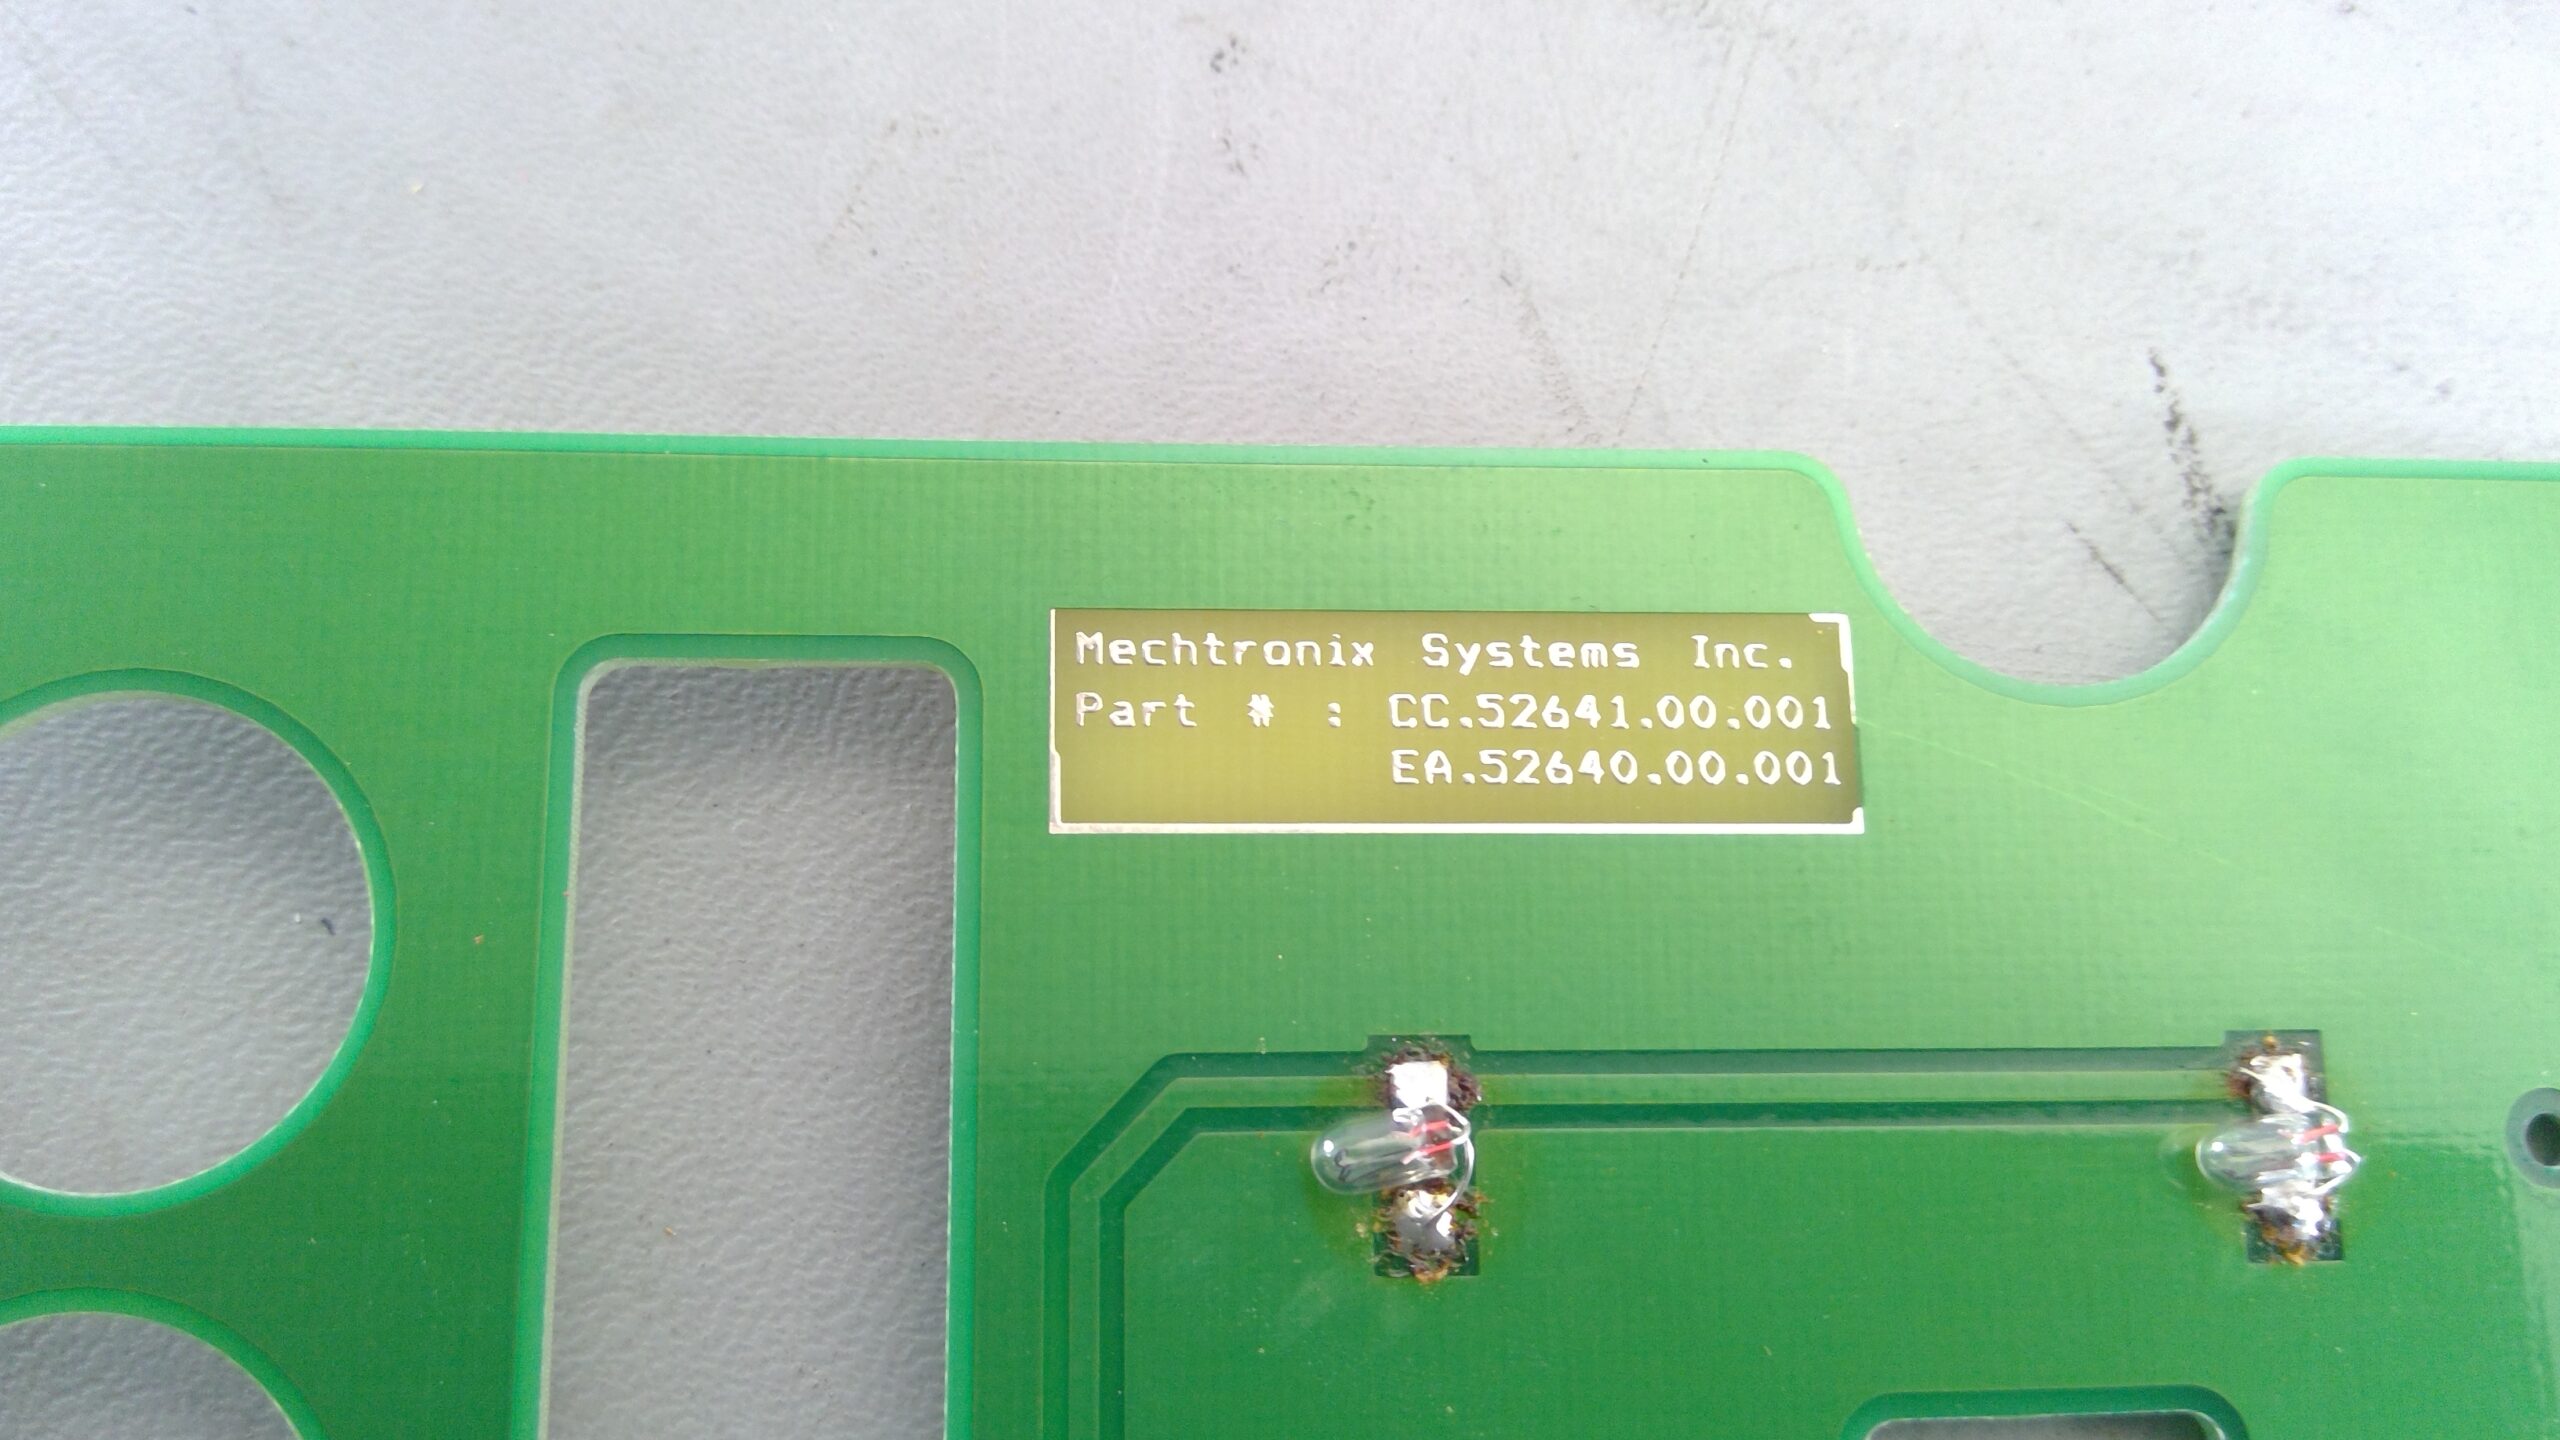 Mechtronix Systems Inc.
Part # : CC.52641.00.001
EA.52640.00.001